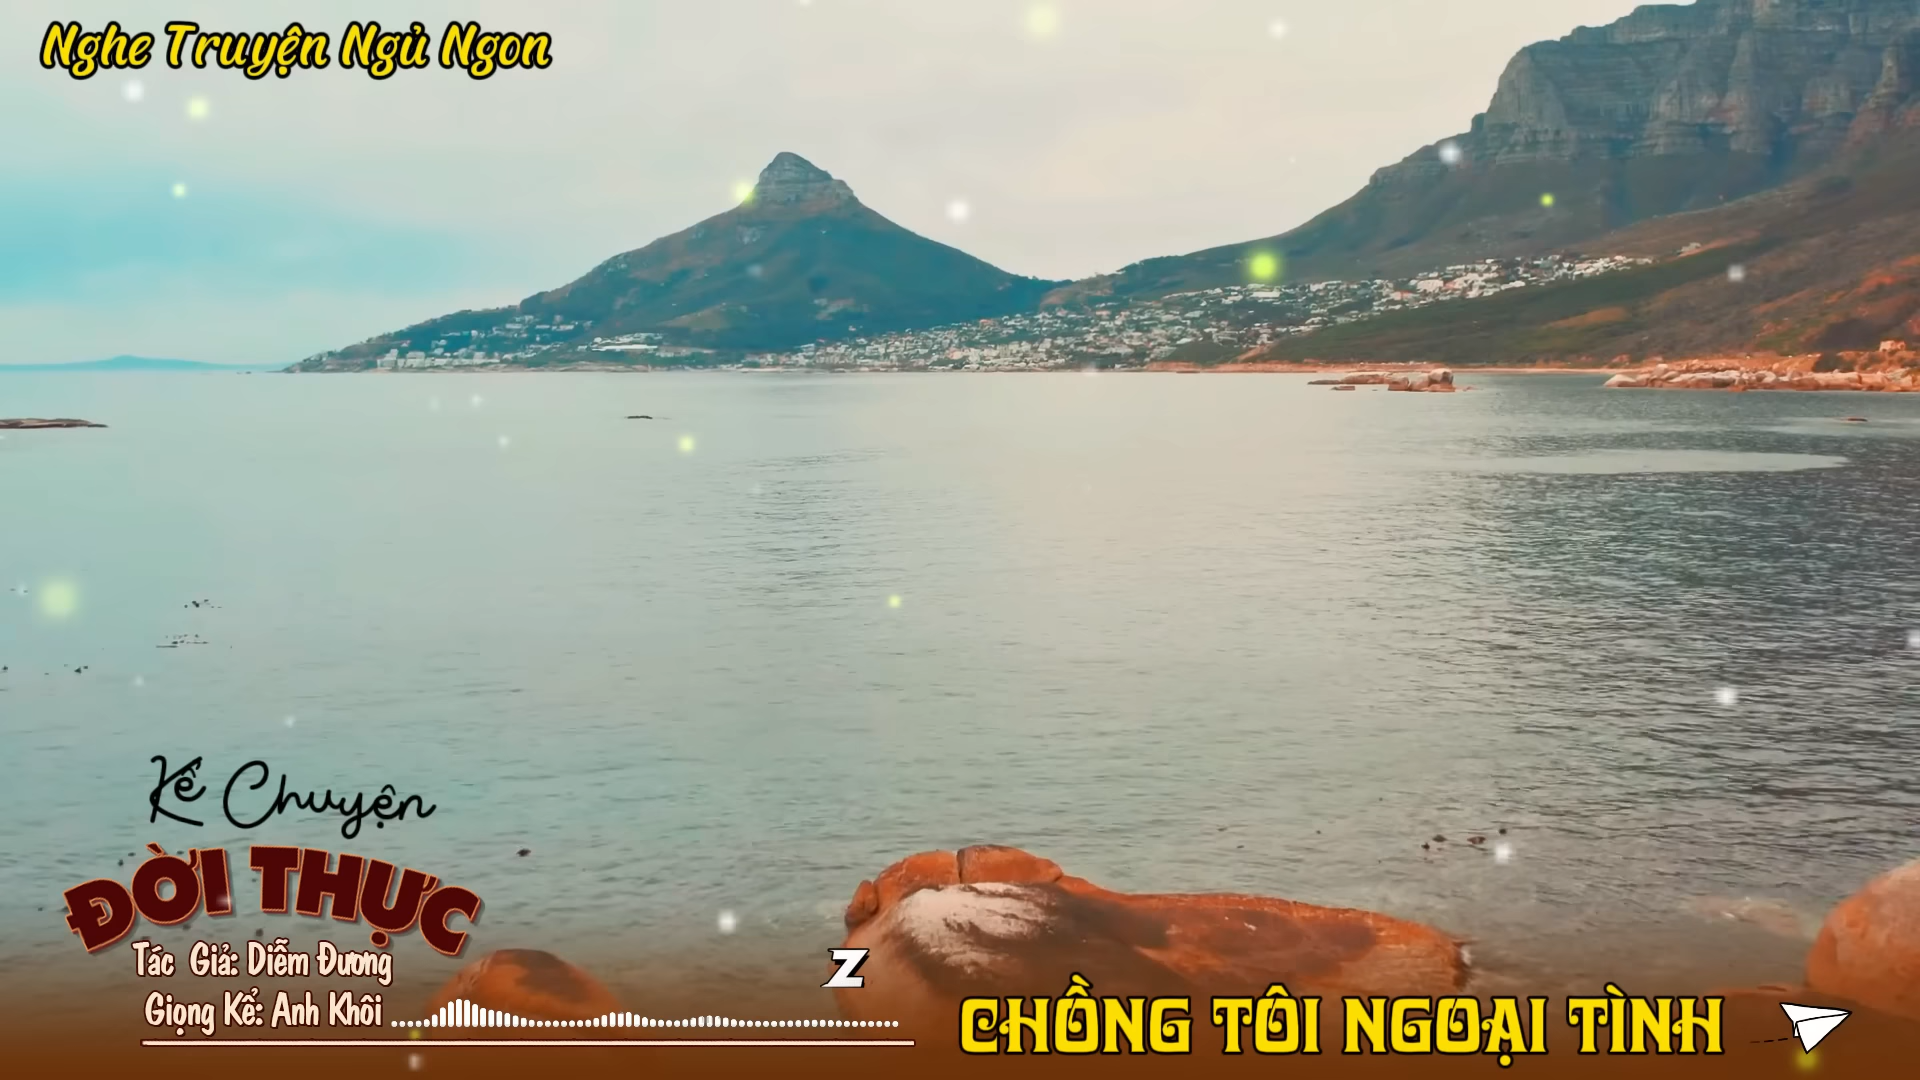 Nghe Truyện Ngủ Ngon
Kể Chuyện
ĐỜI THỰC
Tác Giả: Diễm Đương
Giọng Kể: Anh Khôi
Z
CHỒNG TÔI NGOẠI TÌNH